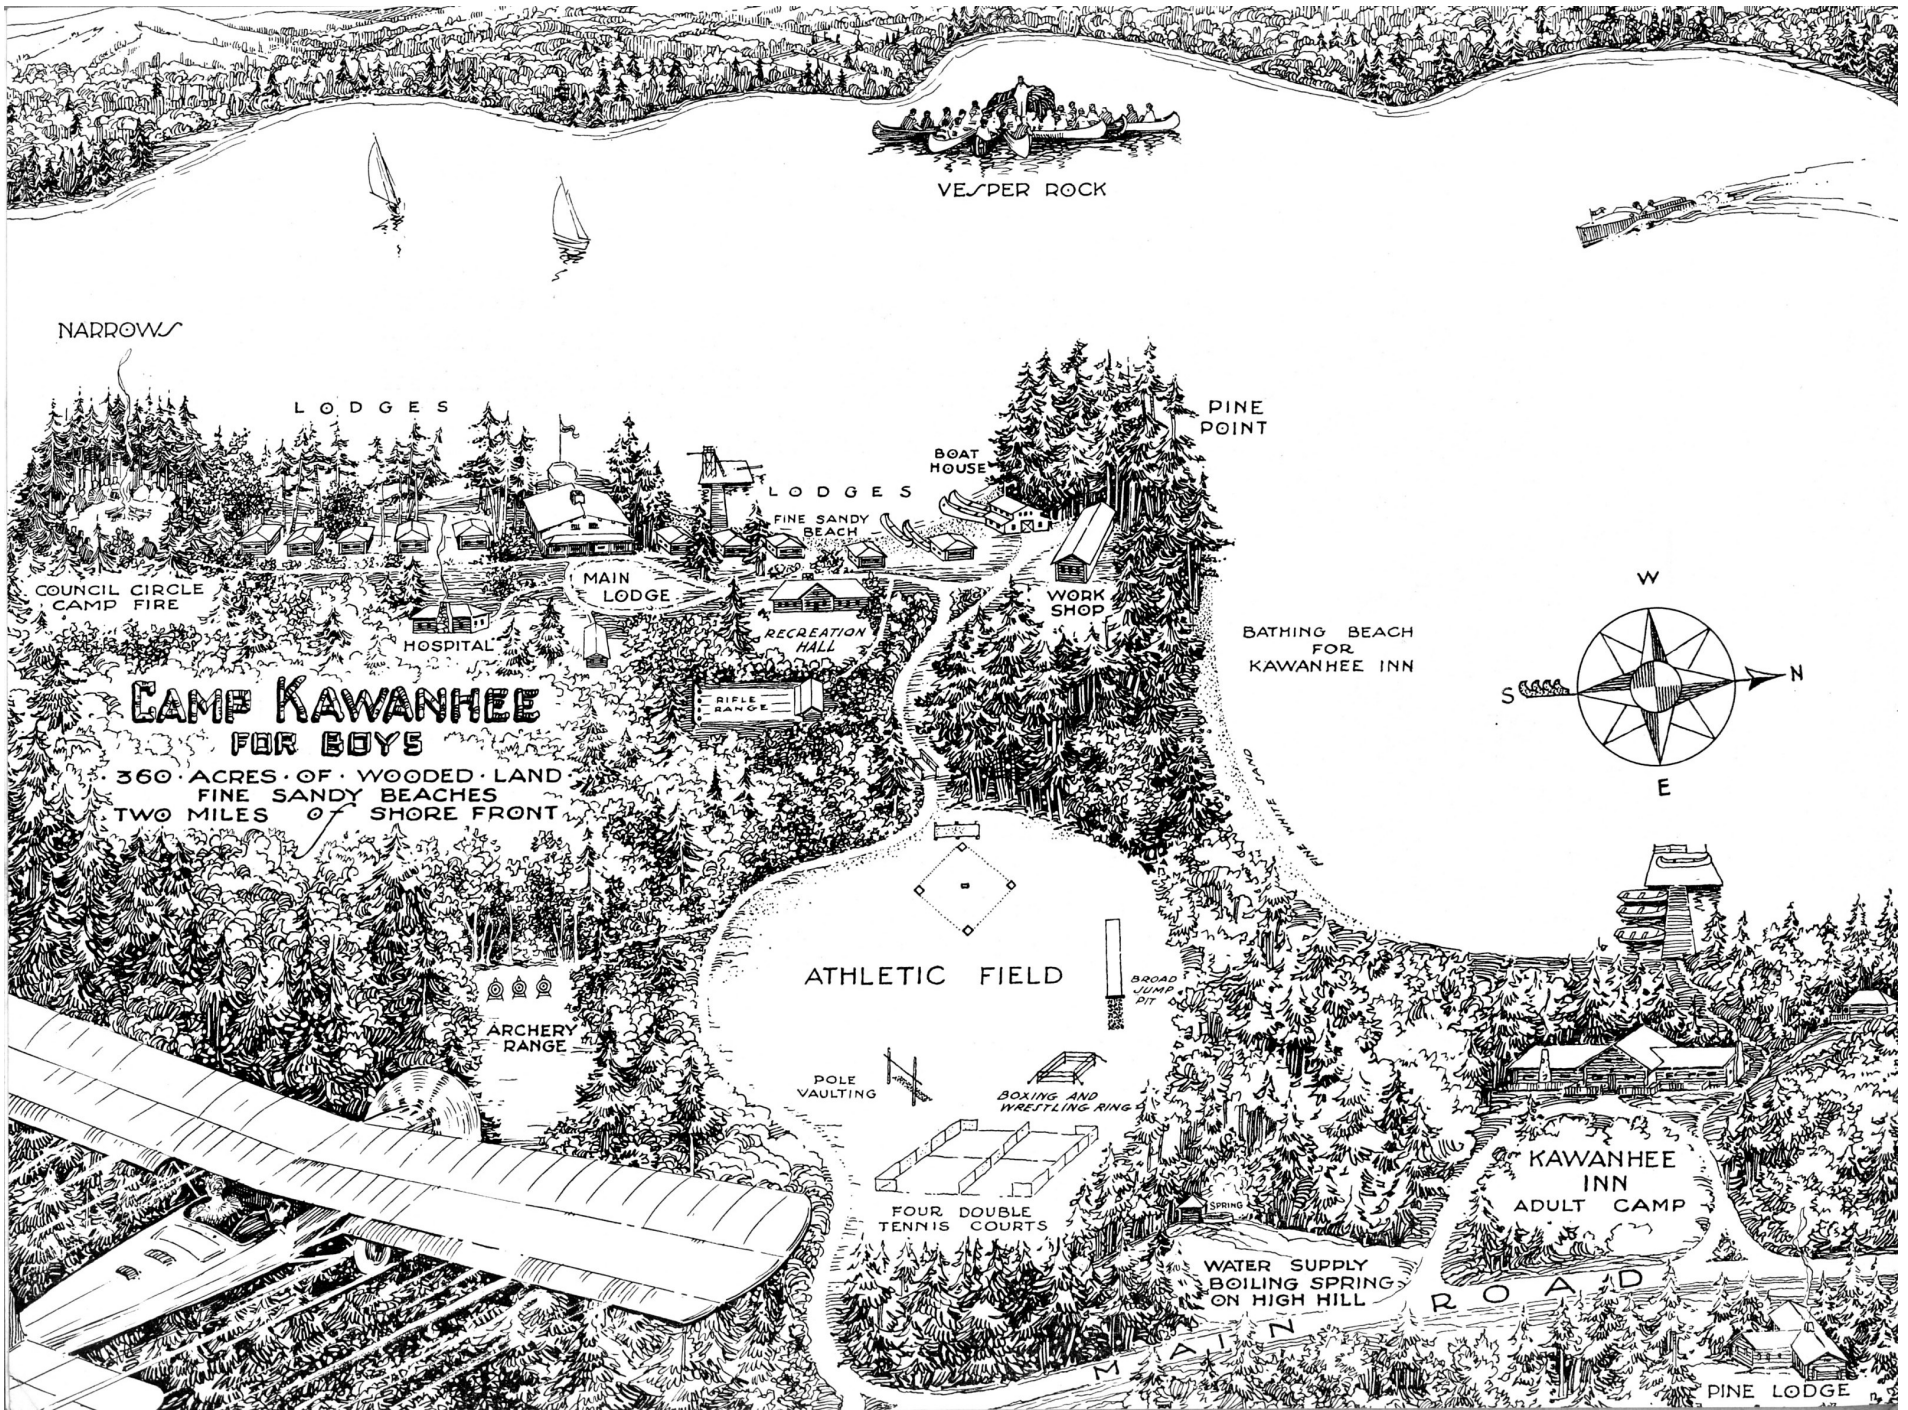 VESPER ROCK
NARROWS
LODGES
PINE
POINT
BOAT
HOUSE
LODGES
FINE SANDY
BEACH
MAIN
LODGE
COUNCIL CIRCLE
CAMP FIRE
WORK
SHOP
HOSPITAL
RECREATION
HALL
BATHING BEACH
FOR
KAWANHEE INN
W
S
N
E
RIFLE
RANGE
CAMP KAWANHEE
FOR BOYS
360 · ACRES · OF · WOODED · LAND ·
FINE SANDY BEACHES
TWO MILES of SHORE FRONT
FINE WHITE SAND
ATHLETIC FIELD
BROAD
JUMP
PIT
ARCHERY
RANGE
POLE
VAULTING
BOXING AND
WRESTLING RING
FOUR DOUBLE
TENNIS COURTS
SPRING
KAWANHEE
INN
ADULT CAMP
WATER SUPPLY
BOILING SPRING
ON HIGH HILL
MAIN ROAD
PINE LODGE